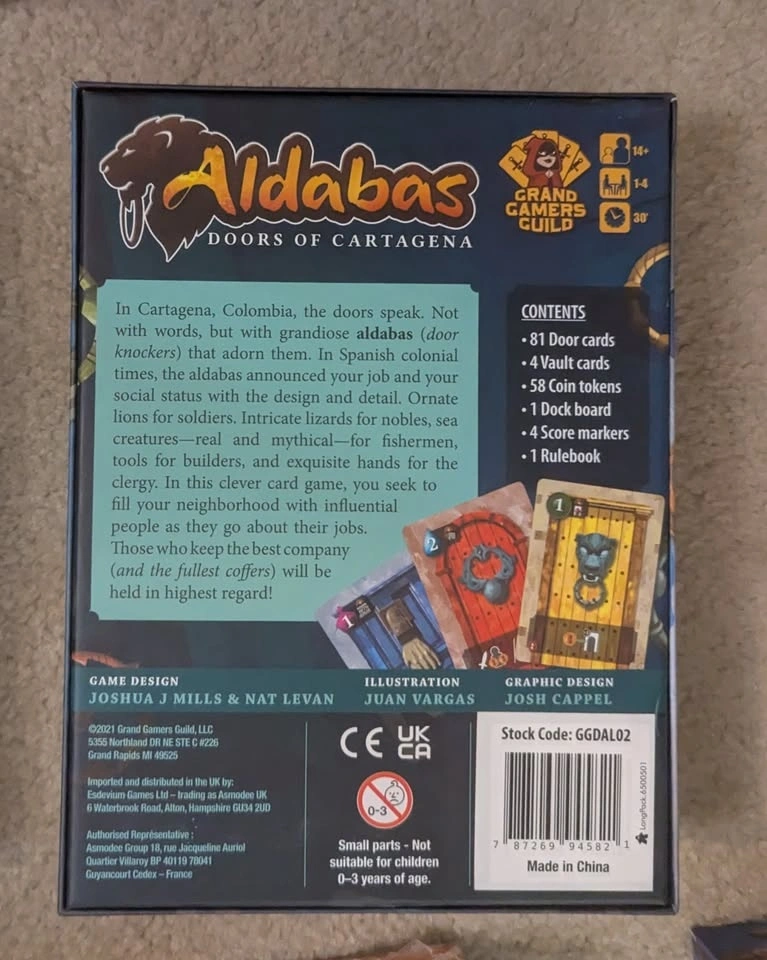 Aldabas
DOORS OF CARTAGENA
GRAND
GAMERS
GUILD
14+
1-4
30'
In Cartagena, Colombia, the doors speak. Not
with words, but with grandiose aldabas (door
knockers) that adorn them. In Spanish colonial
times, the aldabas announced your job and your
social status with the design and detail. Ornate
lions for soldiers. Intricate lizards for nobles, sea
creatures—real and mythical—for fishermen,
tools for builders, and exquisite hands for the
clergy. In this clever card game, you seek to
fill your neighborhood with influential
people as they go about their jobs.
Those who keep the best company
(and the fullest coffers) will be
held in highest regard!
CONTENTS
• 81 Door cards
• 4 Vault cards
• 58 Coin tokens
• 1 Dock board
• 4 Score markers
• 1 Rulebook
1
2
1
GAME DESIGN
JOSHUA J MILLS & NAT LEVAN
ILLUSTRATION
JUAN VARGAS
GRAPHIC DESIGN
JOSH CAPPEL
©2021 Grand Gamers Guild, LLC
5355 Northland DR NE STE C #226
Grand Rapids MI 49525
Imported and distributed in the UK by:
Esdevium Games Ltd – trading as Asmodee UK
6 Waterbrook Road, Alton, Hampshire GU34 2UD
Authorised Représentative :
Asmodee Group 18, rue Jacqueline Auriol
Quartier Villaroy BP 40119 78041
Guyancourt Cedex – France
CE
UK
CA
0-3
Small parts - Not
suitable for children
0–3 years of age.
Stock Code: GGDAL02
7 87269 94582 1
Made in China
LongPack 6500501